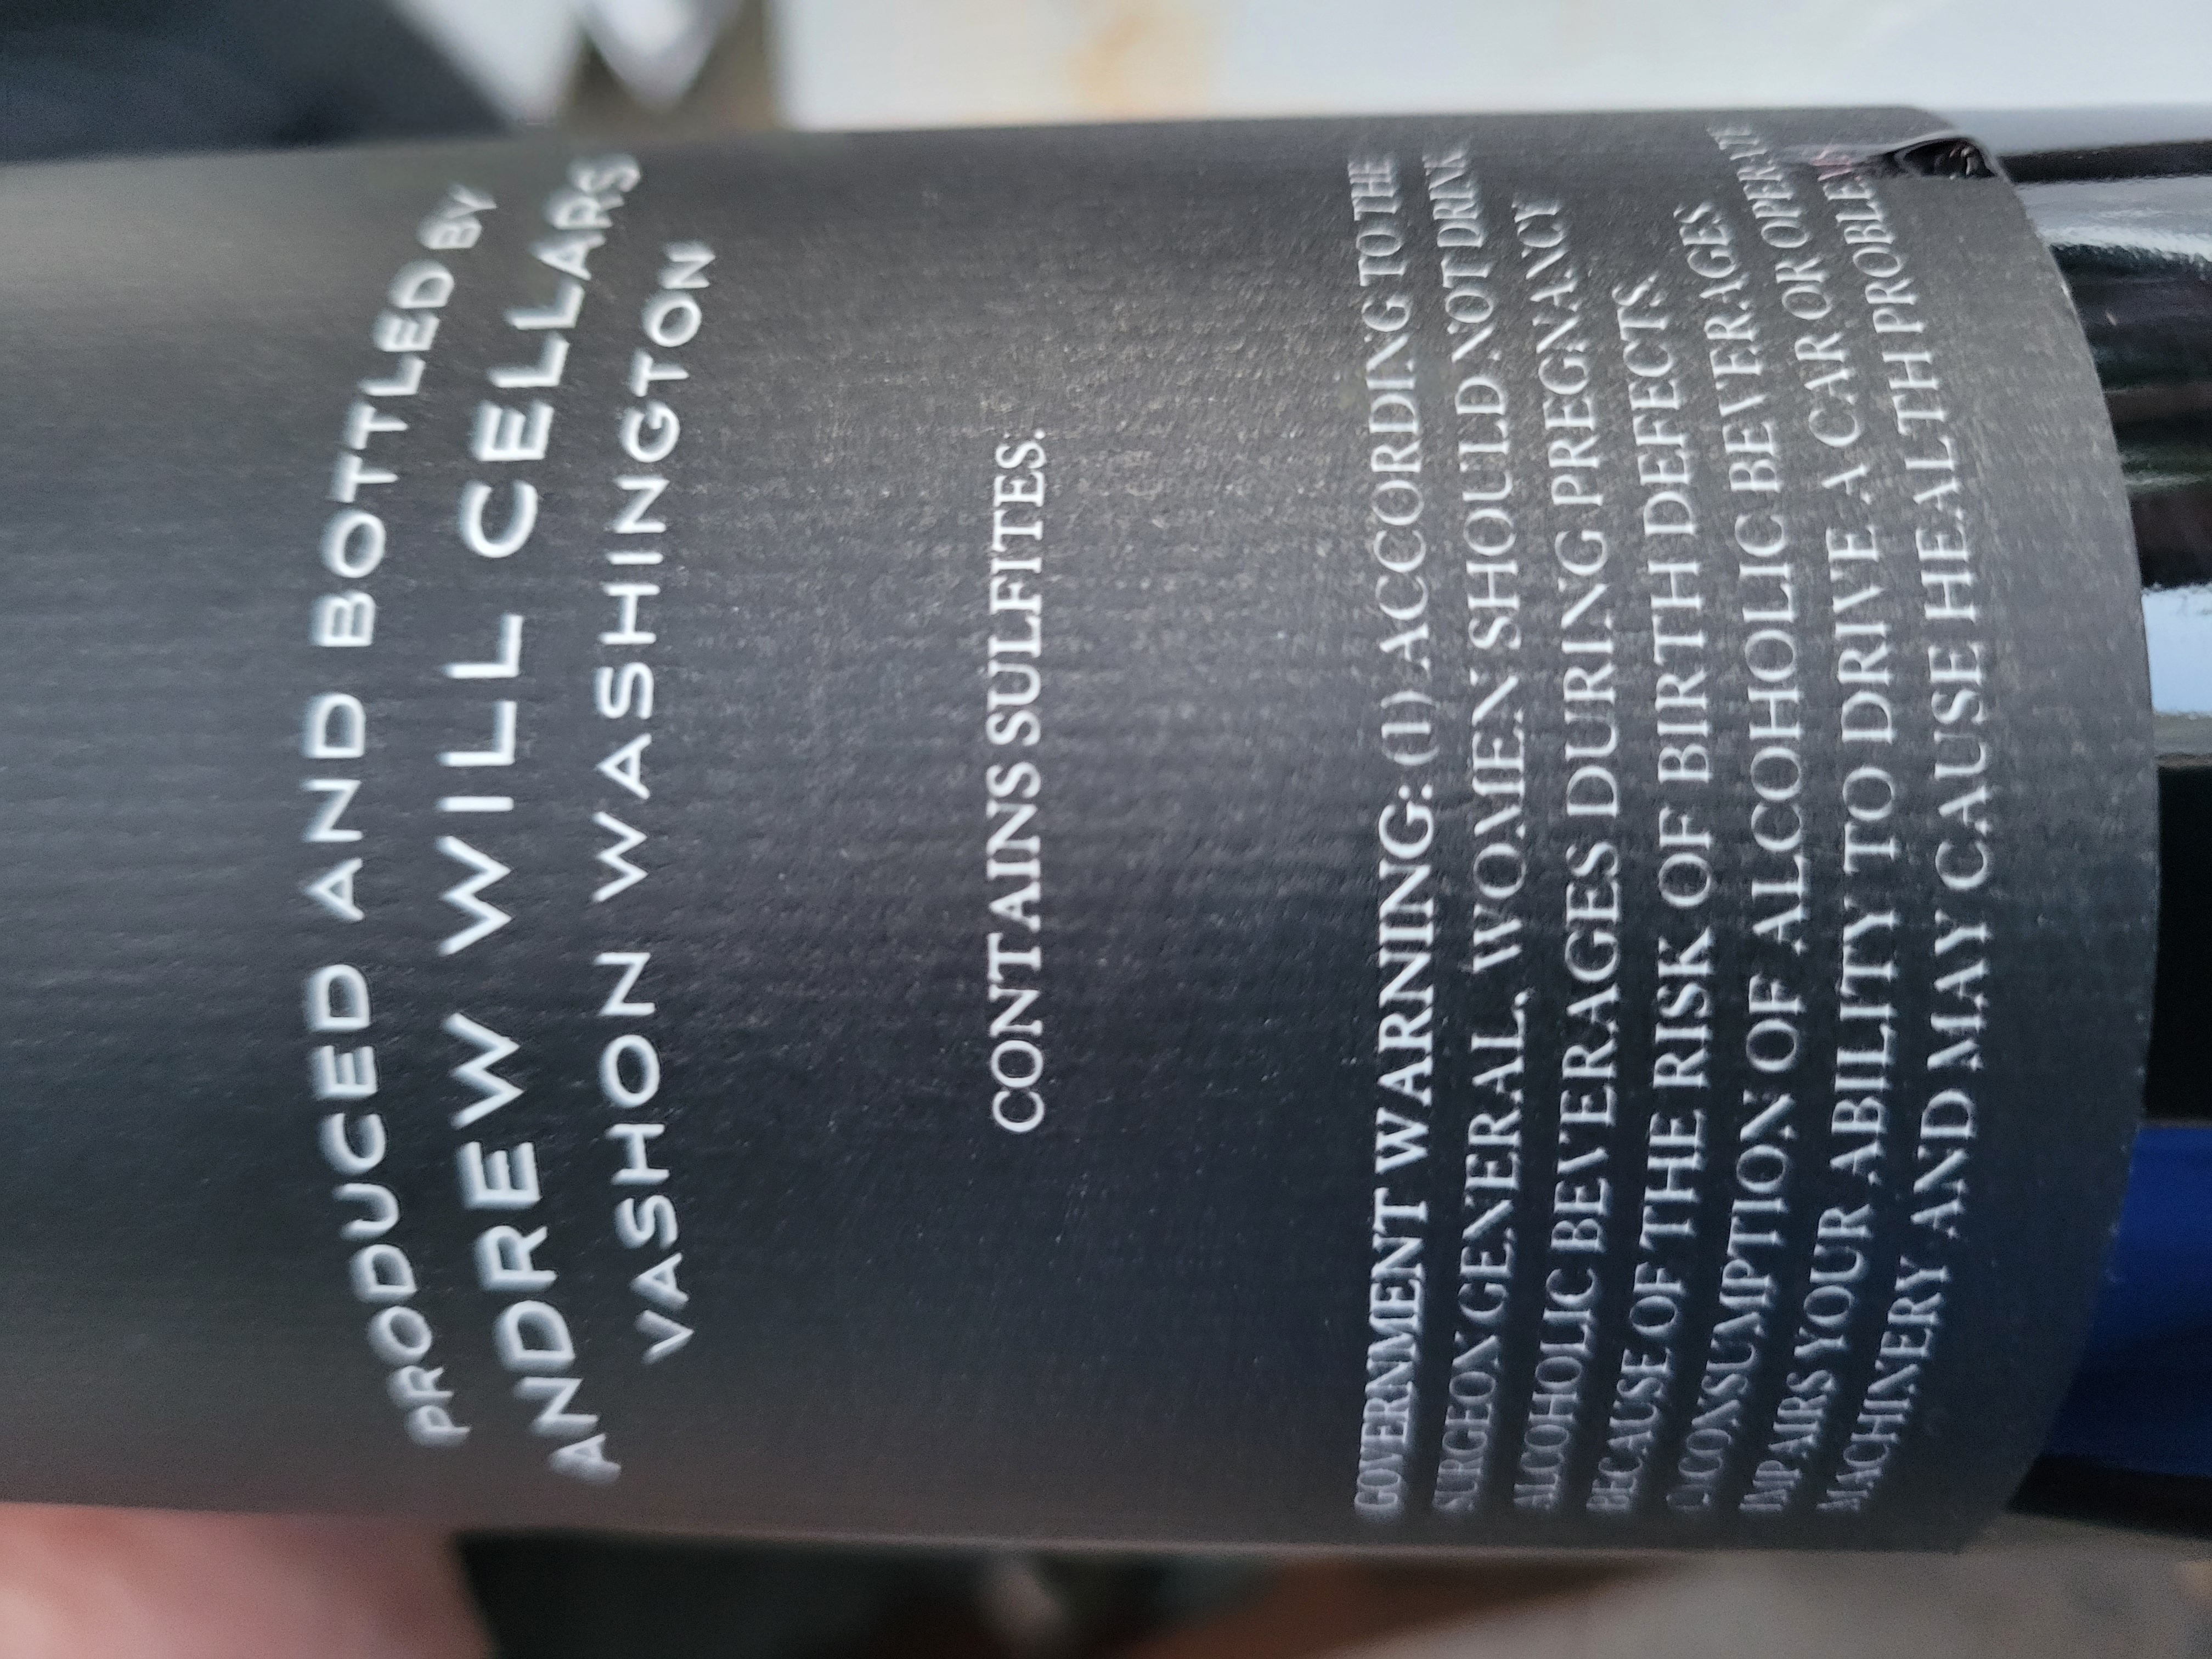 PRODUCED AND BOTTLED BY
ANDREW WILL CELLARS
VASHON WASHINGTON
CONTAINS SULFITES.
GOVERNMENT WARNING: (1) ACCORDING TO THE
SURGEON GENERAL, WOMEN SHOULD NOT DRINK
ALCOHOLIC BEVERAGES DURING PREGNANCY
BECAUSE OF THE RISK OF BIRTH DEFECTS.
CONSUMPTION OF ALCOHOLIC BEVERAGES
IMPAIRS YOUR ABILITY TO DRIVE A CAR OR
MACHINERY AND MAY CAUSE HEALTH